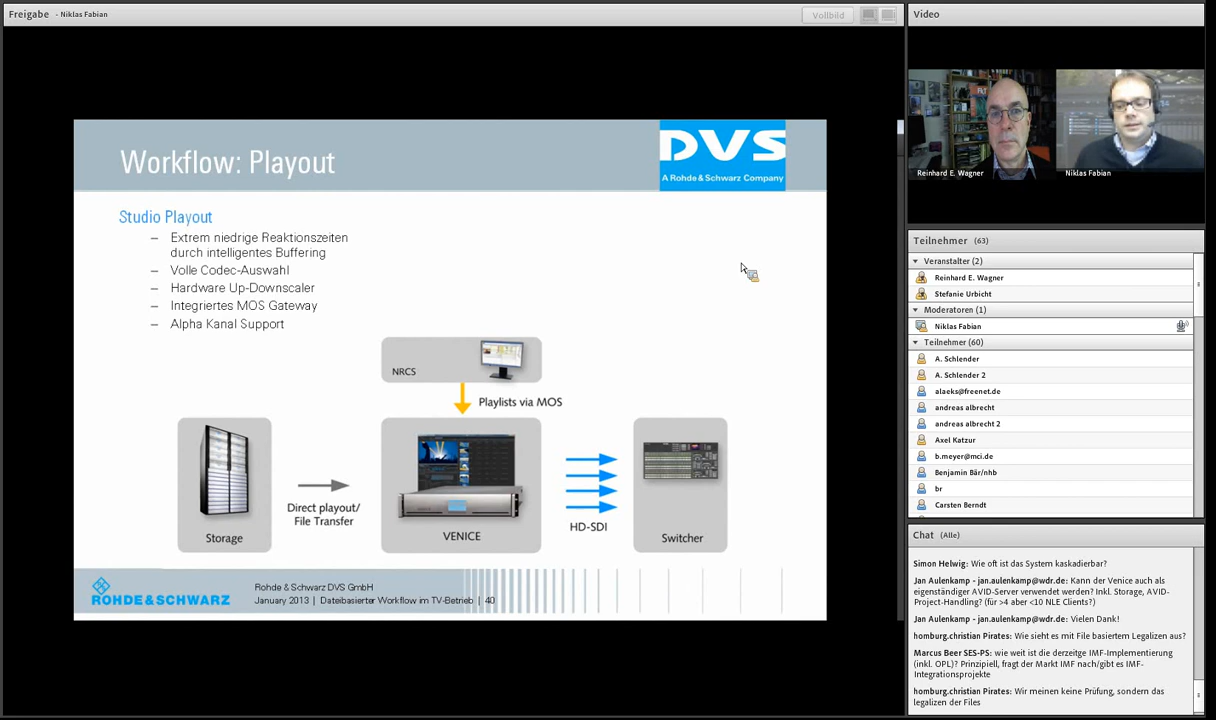 Freigabe - Niklas Fabian
Vollbild
Workflow: Playout
DVS
A Rohde & Schwarz Company
Studio Playout
– Extrem niedrige Reaktionszeiten
durch intelligentes Buffering
– Volle Codec-Auswahl
– Hardware Up-Downscaler
– Integriertes MOS Gateway
– Alpha Kanal Support
NRCS
Playlists via MOS
Storage
Direct playout/
File Transfer
VENICE
HD-SDI
Switcher
ROHDE & SCHWARZ
Rohde & Schwarz DVS GmbH
January 2013 | Dateibasierter Workflow im TV-Betrieb | 40
Video
Reinhard E. Wagner
Niklas Fabian
Teilnehmer (63)
Veranstalter (2)
Reinhard E. Wagner
Stefanie Urbicht
Moderatoren (1)
Niklas Fabian
Teilnehmer (60)
A. Schlender
A. Schlender 2
alaeks@freenet.de
andreas albrecht
andreas albrecht 2
Axel Katzur
b.meyer@mci.de
Benjamin Bär/nhb
br
Carsten Berndt
Chat (Alle)
Simon Helwig: Wie oft ist das System kaskadierbar?
Jan Aulenkamp - jan.aulenkamp@wdr.de: Kann der Venice auch als
eigenständiger AVID-Server verwendet werden? Inkl. Storage, AVID-
Project-Handling? (für >4 aber <10 NLE Clients?)
Jan Aulenkamp - jan.aulenkamp@wdr.de: Vielen Dank!
homburg.christian Pirates: Wie sieht es mit File basiertem Legalizen aus?
Marcus Beer SES-PS: wie weit ist die derzeitge IMF-Implementierung
(inkl. OPL)? Prinzipiell, fragt der Markt IMF nach/gibt es IMF-
Integrationsprojekte
homburg.christian Pirates: Wir meinen keine Prüfung, sondern das
legalizen der Files